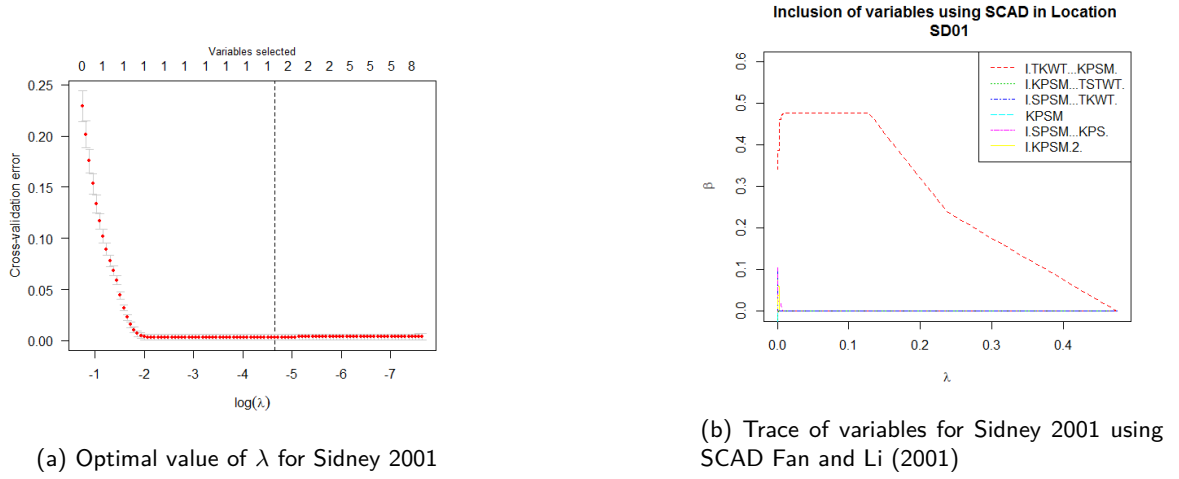 Variables selected
0 1 1 1 1 1 1 1 1 1 2 2 2 5 5 5 8
0.25
0.20
0.15
0.10
0.05
0.00
Cross-validation error
-1 -2 -3 -4 -5 -6 -7
log(λ)
(a) Optimal value of λ for Sidney 2001
Inclusion of variables using SCAD in Location
SD01
I.TKWT...KPSM.
I.KPSM...TSTWT.
I.SPSM...TKWT.
KPSM
I.SPSM...KPS.
I.KPSM.2.
0.6
0.5
0.4
0.3
0.2
0.1
0.0
β
0.0 0.1 0.2 0.3 0.4
λ
(b) Trace of variables for Sidney 2001 using
SCAD Fan and Li (2001)